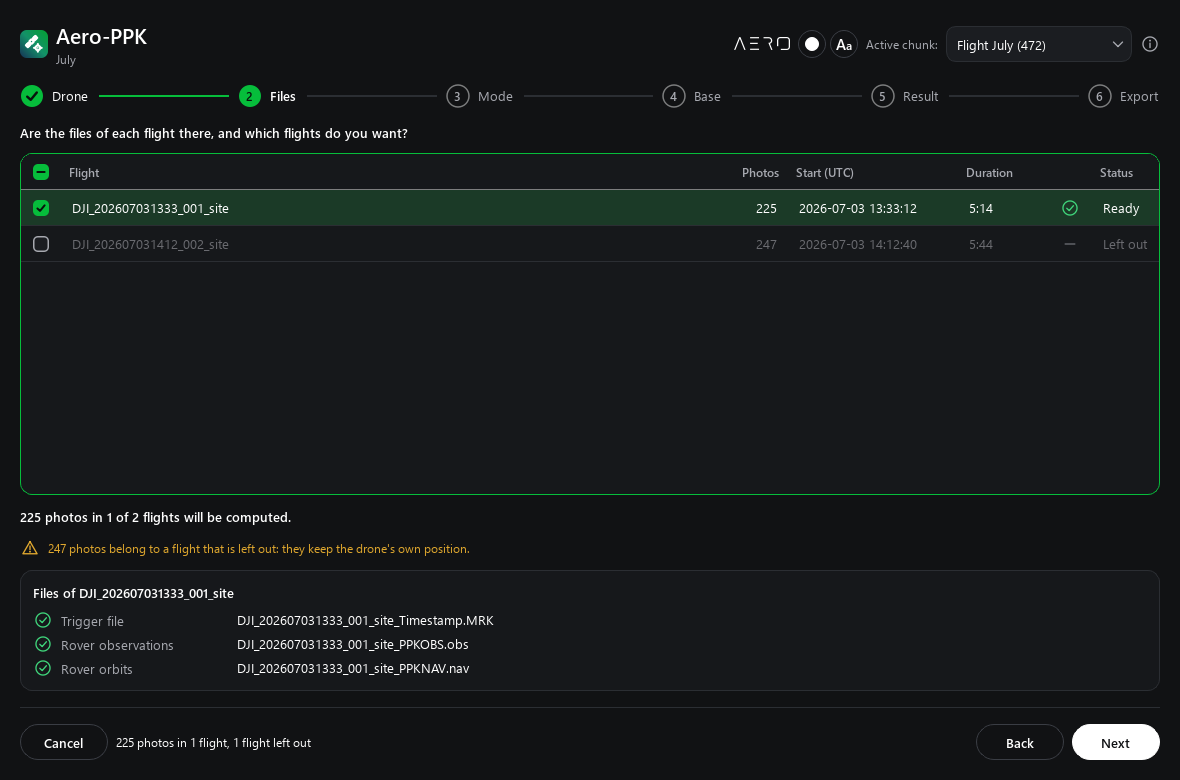 Aero-PPK
July
AERO
Aa
Active chunk:
Flight July (472)
Drone
2 Files
3 Mode
4 Base
5 Result
6 Export
Are the files of each flight there, and which flights do you want?
Flight Photos Start (UTC) Duration Status
DJI_202607031333_001_site 225 2026-07-03 13:33:12 5:14 Ready
DJI_202607031412_002_site 247 2026-07-03 14:12:40 5:44 — Left out
225 photos in 1 of 2 flights will be computed.
247 photos belong to a flight that is left out: they keep the drone's own position.
Files of DJI_202607031333_001_site
Trigger file DJI_202607031333_001_site_Timestamp.MRK
Rover observations DJI_202607031333_001_site_PPKOBS.obs
Rover orbits DJI_202607031333_001_site_PPKNAV.nav
Cancel
225 photos in 1 flight, 1 flight left out
Back
Next